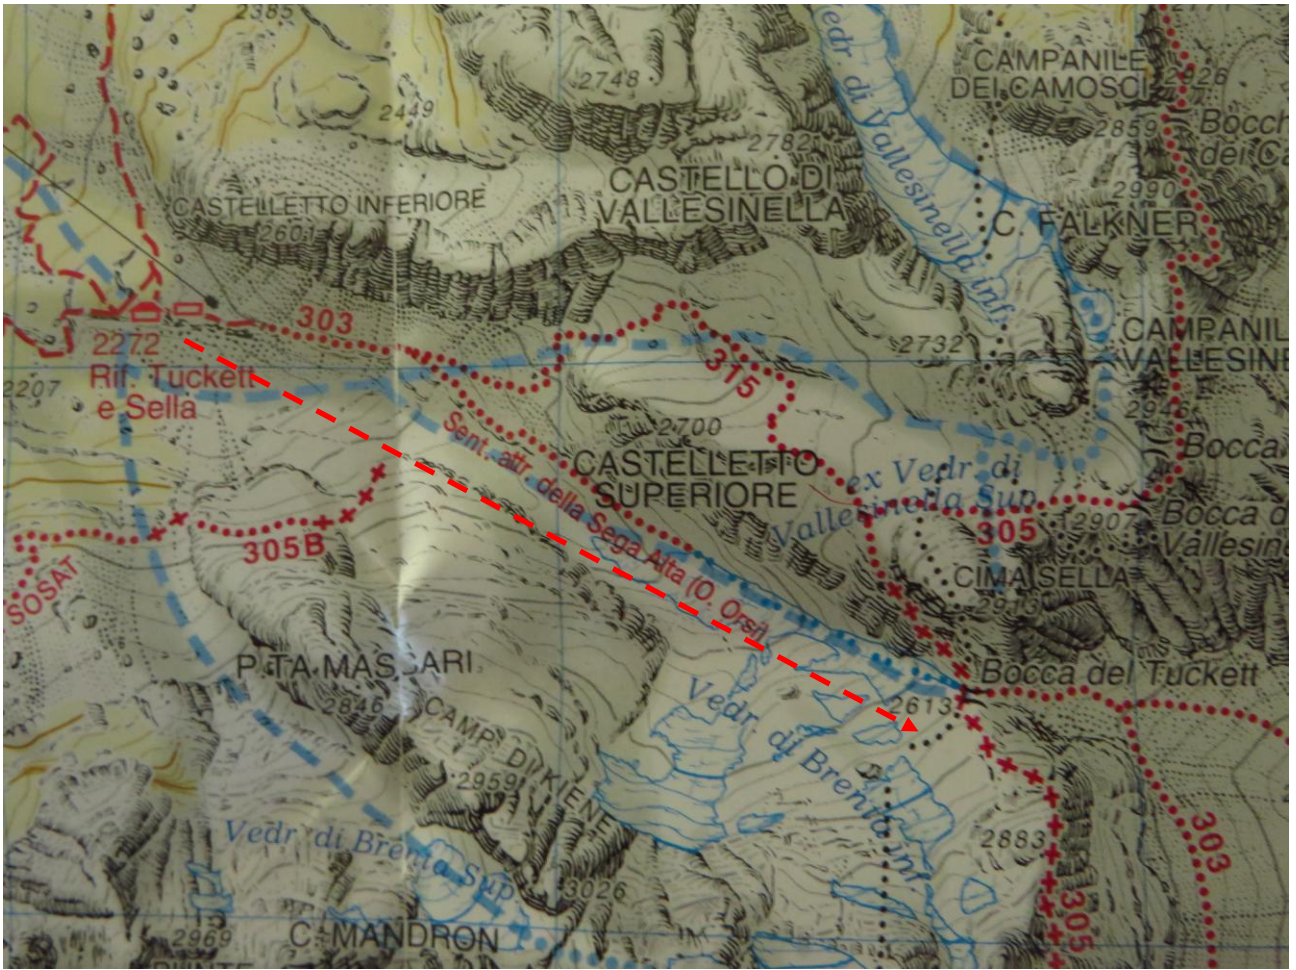 2385
2748
2449
2782
CAMPANILE
DEI CAMOSCI
2926
2859
Bocch
dei Ca
2990
CASTELLETTO INFERIORE
2601
CASTELLO DI
VALLESINELLA
Vedr. di Vallesinella inf.
C. FALKNER
CAMPANIL
VALLESINE
2732
303
2272
Rif. Tuckett
e Sella
2207
315
2700
Bocca
Sent. attr. della Sega Alta (O. Orsi)
CASTELLETTO
SUPERIORE
ex Vedr. di
Vallesinella Sup.
305
2907
Bocca d
Vallesine
305B
SOSAT
CIMA SELLA
P.TA MASSARI
2846
Bocca del Tuckett
2613
Vedr.
di Brenta inf.
CAMP. DI KIENE
2959
Vedr. di Brenta Sup.
3026
2883
303
305
2969
C. MANDRON
PUNTE